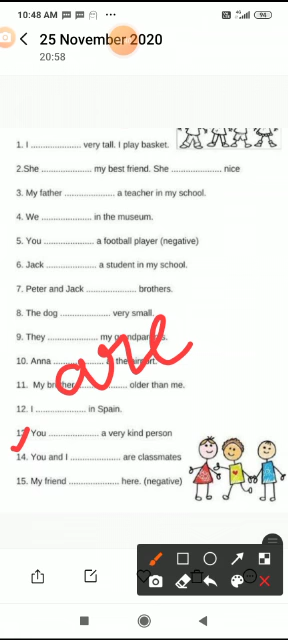 10:48 AM
94
25 November 2020
20:58
1. I .................. very tall. I play basket.
2.She .................. my best friend. She .................. nice
3. My father .................. a teacher in my school.
4. We .................. in the museum.
5. You .................. a football player (negative)
6. Jack .................. a student in my school.
7. Peter and Jack .................. brothers.
8. The dog .................. very small.
9. They .................. my grandparents.
10. Anna .................. in the airport.
11. My brother .................. older than me.
12. I .................. in Spain.
13. You .................. a very kind person
14. You and I .................. are classmates
15. My friend .................. here. (negative)
are